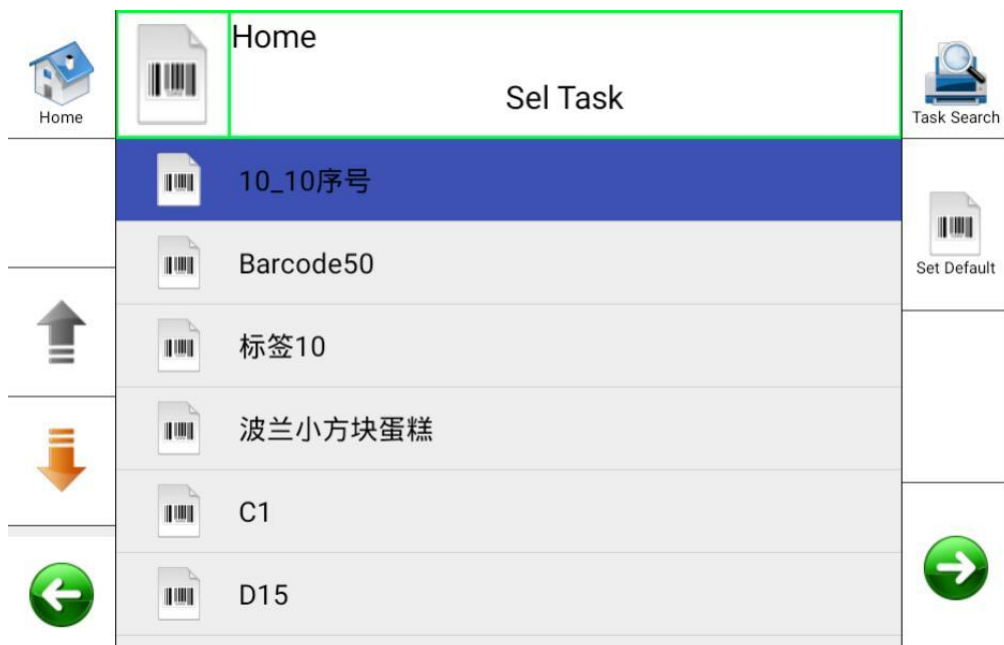 Home
Sel Task
Home
Task Search
10_10序号
Barcode50
Set Default
标签10
波兰小方块蛋糕
C1
D15